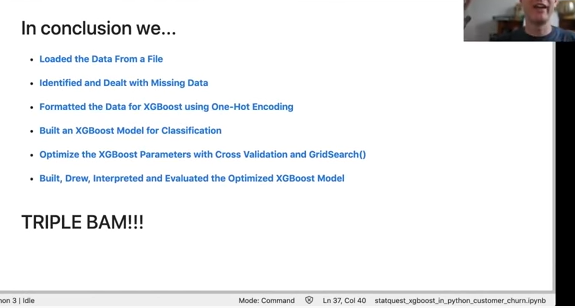 In conclusion we...
Loaded the Data From a File
Identified and Dealt with Missing Data
Formatted the Data for XGBoost using One-Hot Encoding
Built an XGBoost Model for Classification
Optimize the XGBoost Parameters with Cross Validation and GridSearch()
Built, Drew, Interpreted and Evaluated the Optimized XGBoost Model
TRIPLE BAM!!!
hon 3 | Idle Mode: Command Ln 37, Col 40 statquest_xgboost_in_python_customer_churn.ipynb